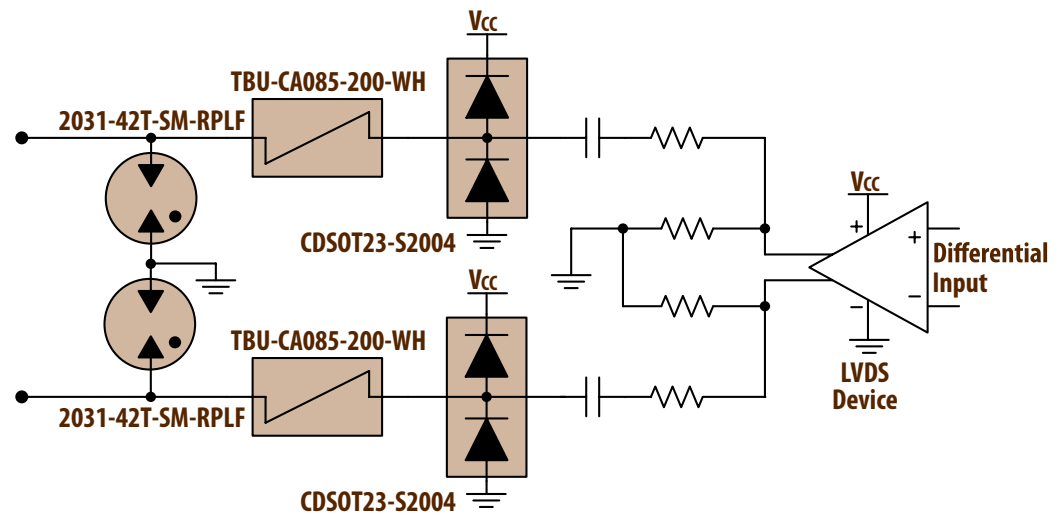 Vcc
TBU-CA085-200-WH
2031-42T-SM-RPLF
CDSOT23-S2004
Vcc
+
+
Differential
Input
−
−
LVDS
Device
Vcc
TBU-CA085-200-WH
2031-42T-SM-RPLF
CDSOT23-S2004